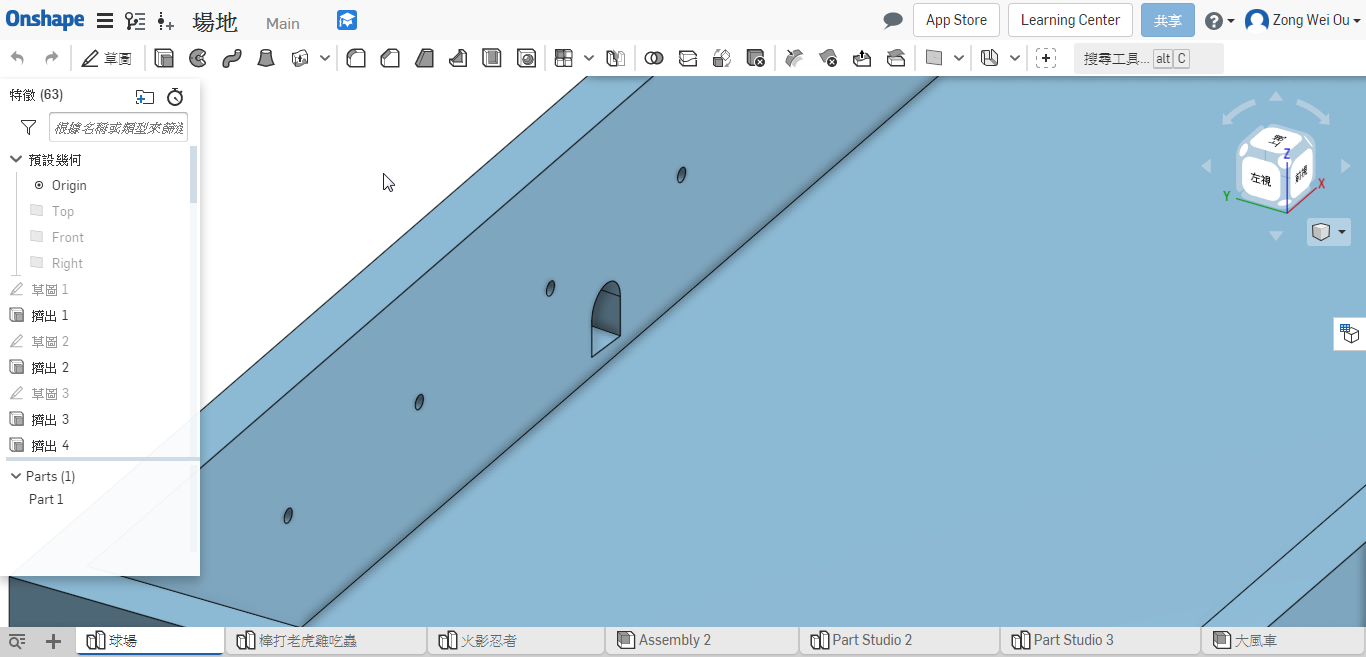 Onshape 場地 Main App Store Learning Center 共享 Zong Wei Ou
草圖 搜尋工具... alt C
特徵 (63)
根據名稱或類型來篩選
預設幾何
Origin
Top
Front
Right
草圖 1
擠出 1
草圖 2
擠出 2
草圖 3
擠出 3
擠出 4
Parts (1)
Part 1
Z
左視 前視
X
Y
球場 棒打老虎雞吃蟲 火影忍者 Assembly 2 Part Studio 2 Part Studio 3 大風車